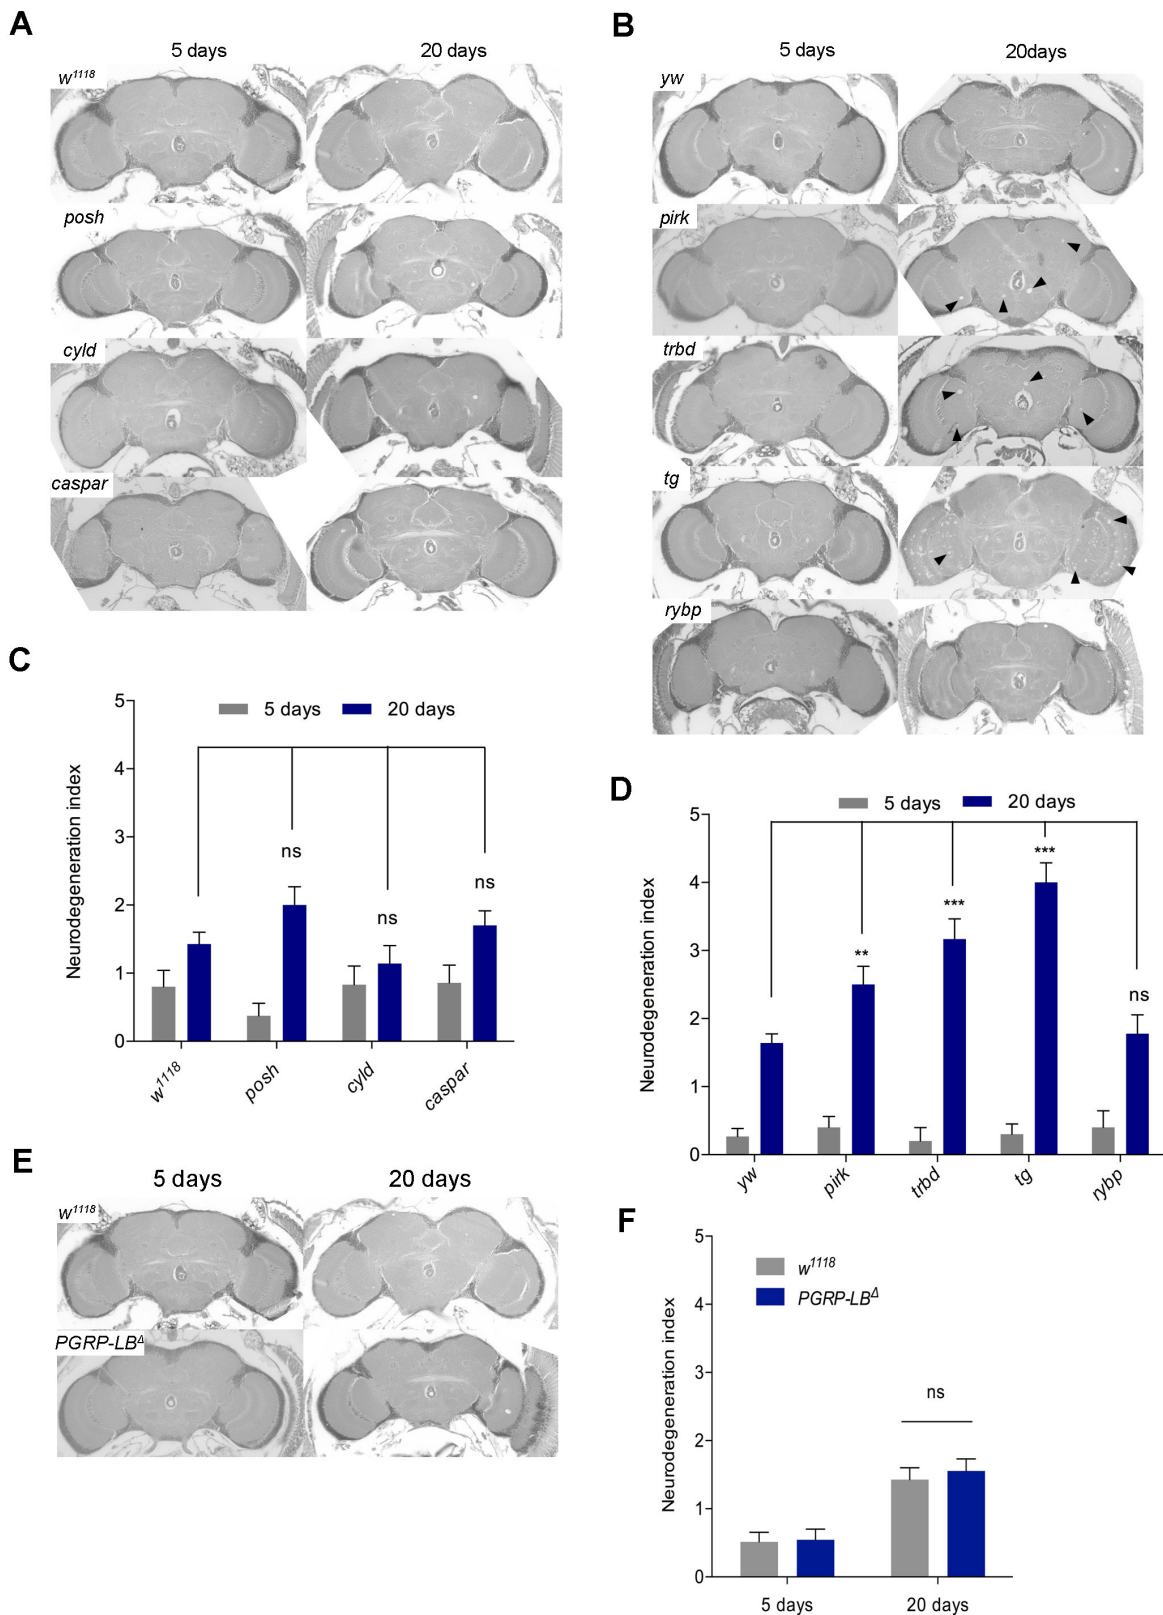 A
5 days
20 days
w1118
posh
cyld
caspar
B
5 days
20days
yw
pirk
trbd
tg
rybp
C
5 days
20 days
Neurodegeneration index
5
4
3
2
1
0
ns
ns
ns
w1118
posh
cyld
caspar
D
5 days
20 days
Neurodegeneration index
5
4
3
2
1
0
**
***
***
ns
yw
pirk
trbd
tg
rybp
E
5 days
20 days
w1118
PGRP-LBΔ
F
w1118
PGRP-LBΔ
Neurodegeneration index
5
4
3
2
1
0
ns
5 days
20 days